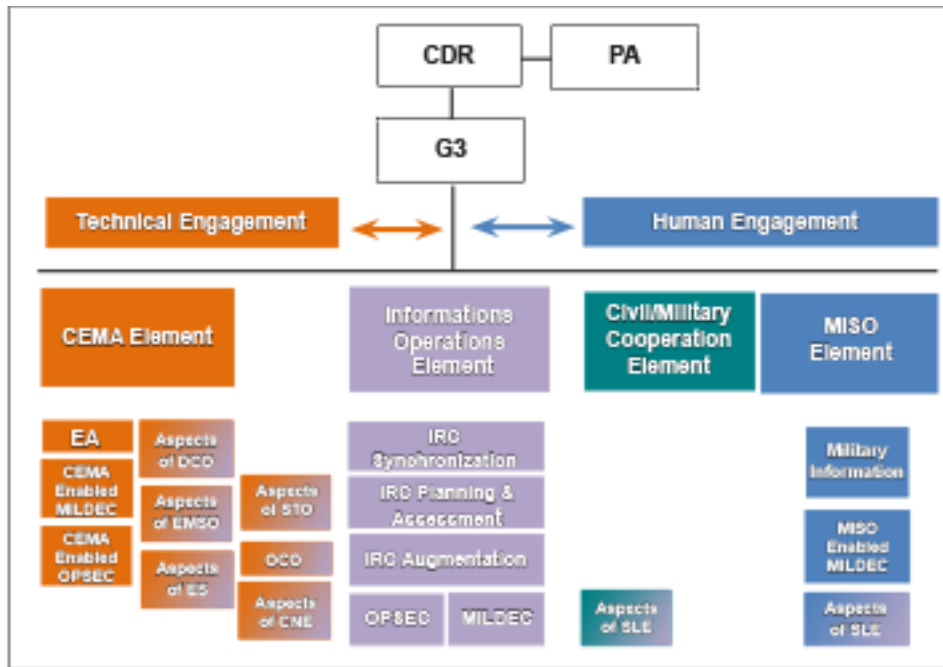 CDR
PA
G3
Technical Engagement
Human Engagement
CEMA Element
Informations
Operations
Element
Civil/Military
Cooperation
Element
MISO
Element
EA
CEMA
Enabled
MILDEC
CEMA
Enabled
OPSEC
Aspects
of DCO
Aspects
of EMSO
Aspects
of ES
Aspects
of STO
OCO
Aspects
of CNE
IRC
Synchronization
IRC Planning &
Assessment
IRC Augmentation
OPSEC
MILDEC
Aspects
of SLE
Military
Information
MISO
Enabled
MILDEC
Aspects
of SLE